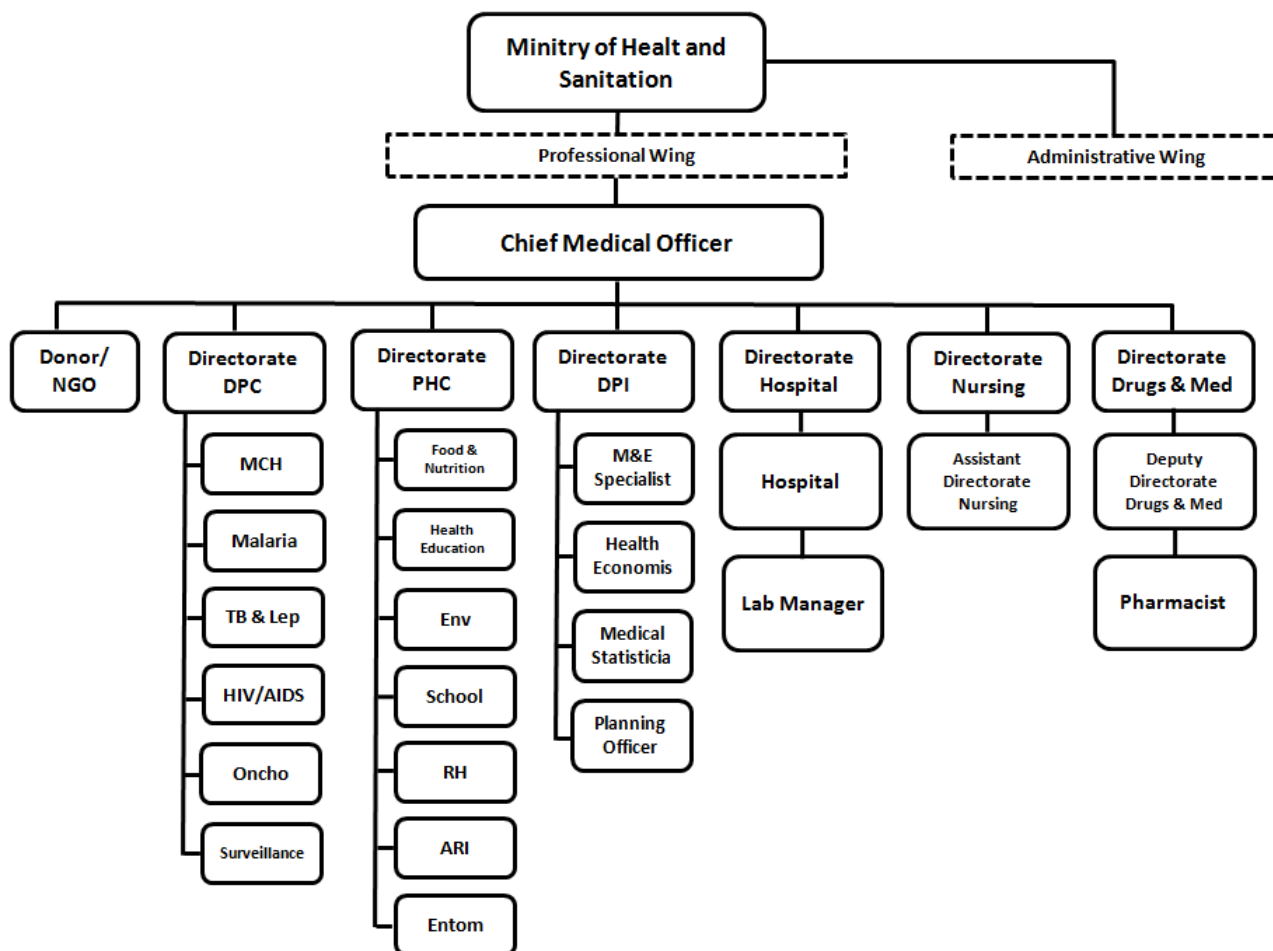 Minitry of Healt and
Sanitation
Professional Wing
Administrative Wing
Chief Medical Officer
Donor/
NGO
Directorate
DPC
Directorate
PHC
Directorate
DPI
Directorate
Hospital
Directorate
Nursing
Directorate
Drugs & Med
MCH
Malaria
TB & Lep
HIV/AIDS
Oncho
Surveillance
Food &
Nutrition
Health
Education
Env
School
RH
ARI
Entom
M&E
Specialist
Health
Economis
Medical
Statisticia
Planning
Officer
Hospital
Lab Manager
Assistant
Directorate
Nursing
Deputy
Directorate
Drugs & Med
Pharmacist